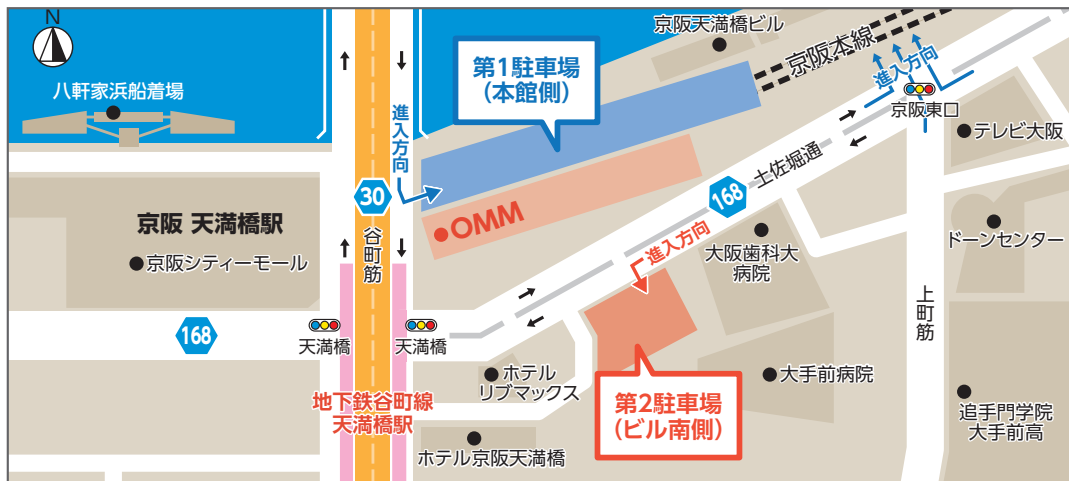 N
八軒家浜船着場
京阪天満橋ビル
京阪本線
第1駐車場
(本館側)
進入方向
進入方向
京阪東口
テレビ大阪
30
OMM
土佐堀通
168
京阪 天満橋駅
京阪シティーモール
谷町筋
進入方向
大阪歯科大
病院
ドーンセンター
上町筋
168
天満橋
天満橋
ホテル
リブマックス
大手前病院
地下鉄谷町線
天満橋駅
第2駐車場
(ビル南側)
追手門学院
大手前高
ホテル京阪天満橋